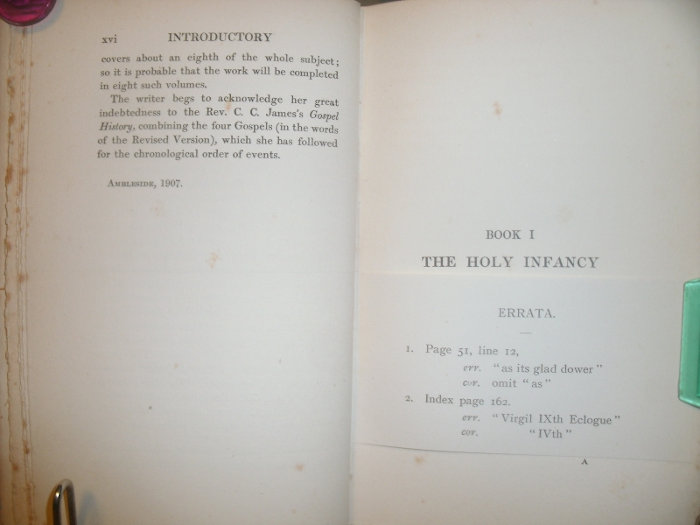 xvi INTRODUCTORY
covers about an eighth of the whole subject;
so it is probable that the work will be completed
in eight such volumes.
The writer begs to acknowledge her great
indebtedness to the Rev. C. C. James's Gospel
History, combining the four Gospels (in the words
of the Revised Version), which she has followed
for the chronological order of events.
AMBLESIDE, 1907.
BOOK I
THE HOLY INFANCY
ERRATA.
1. Page 51, line 12,
err. "as its glad dower"
cor. omit "as"
2. Index page 162.
err. "Virgil IXth Eclogue"
cor. "IVth"
A